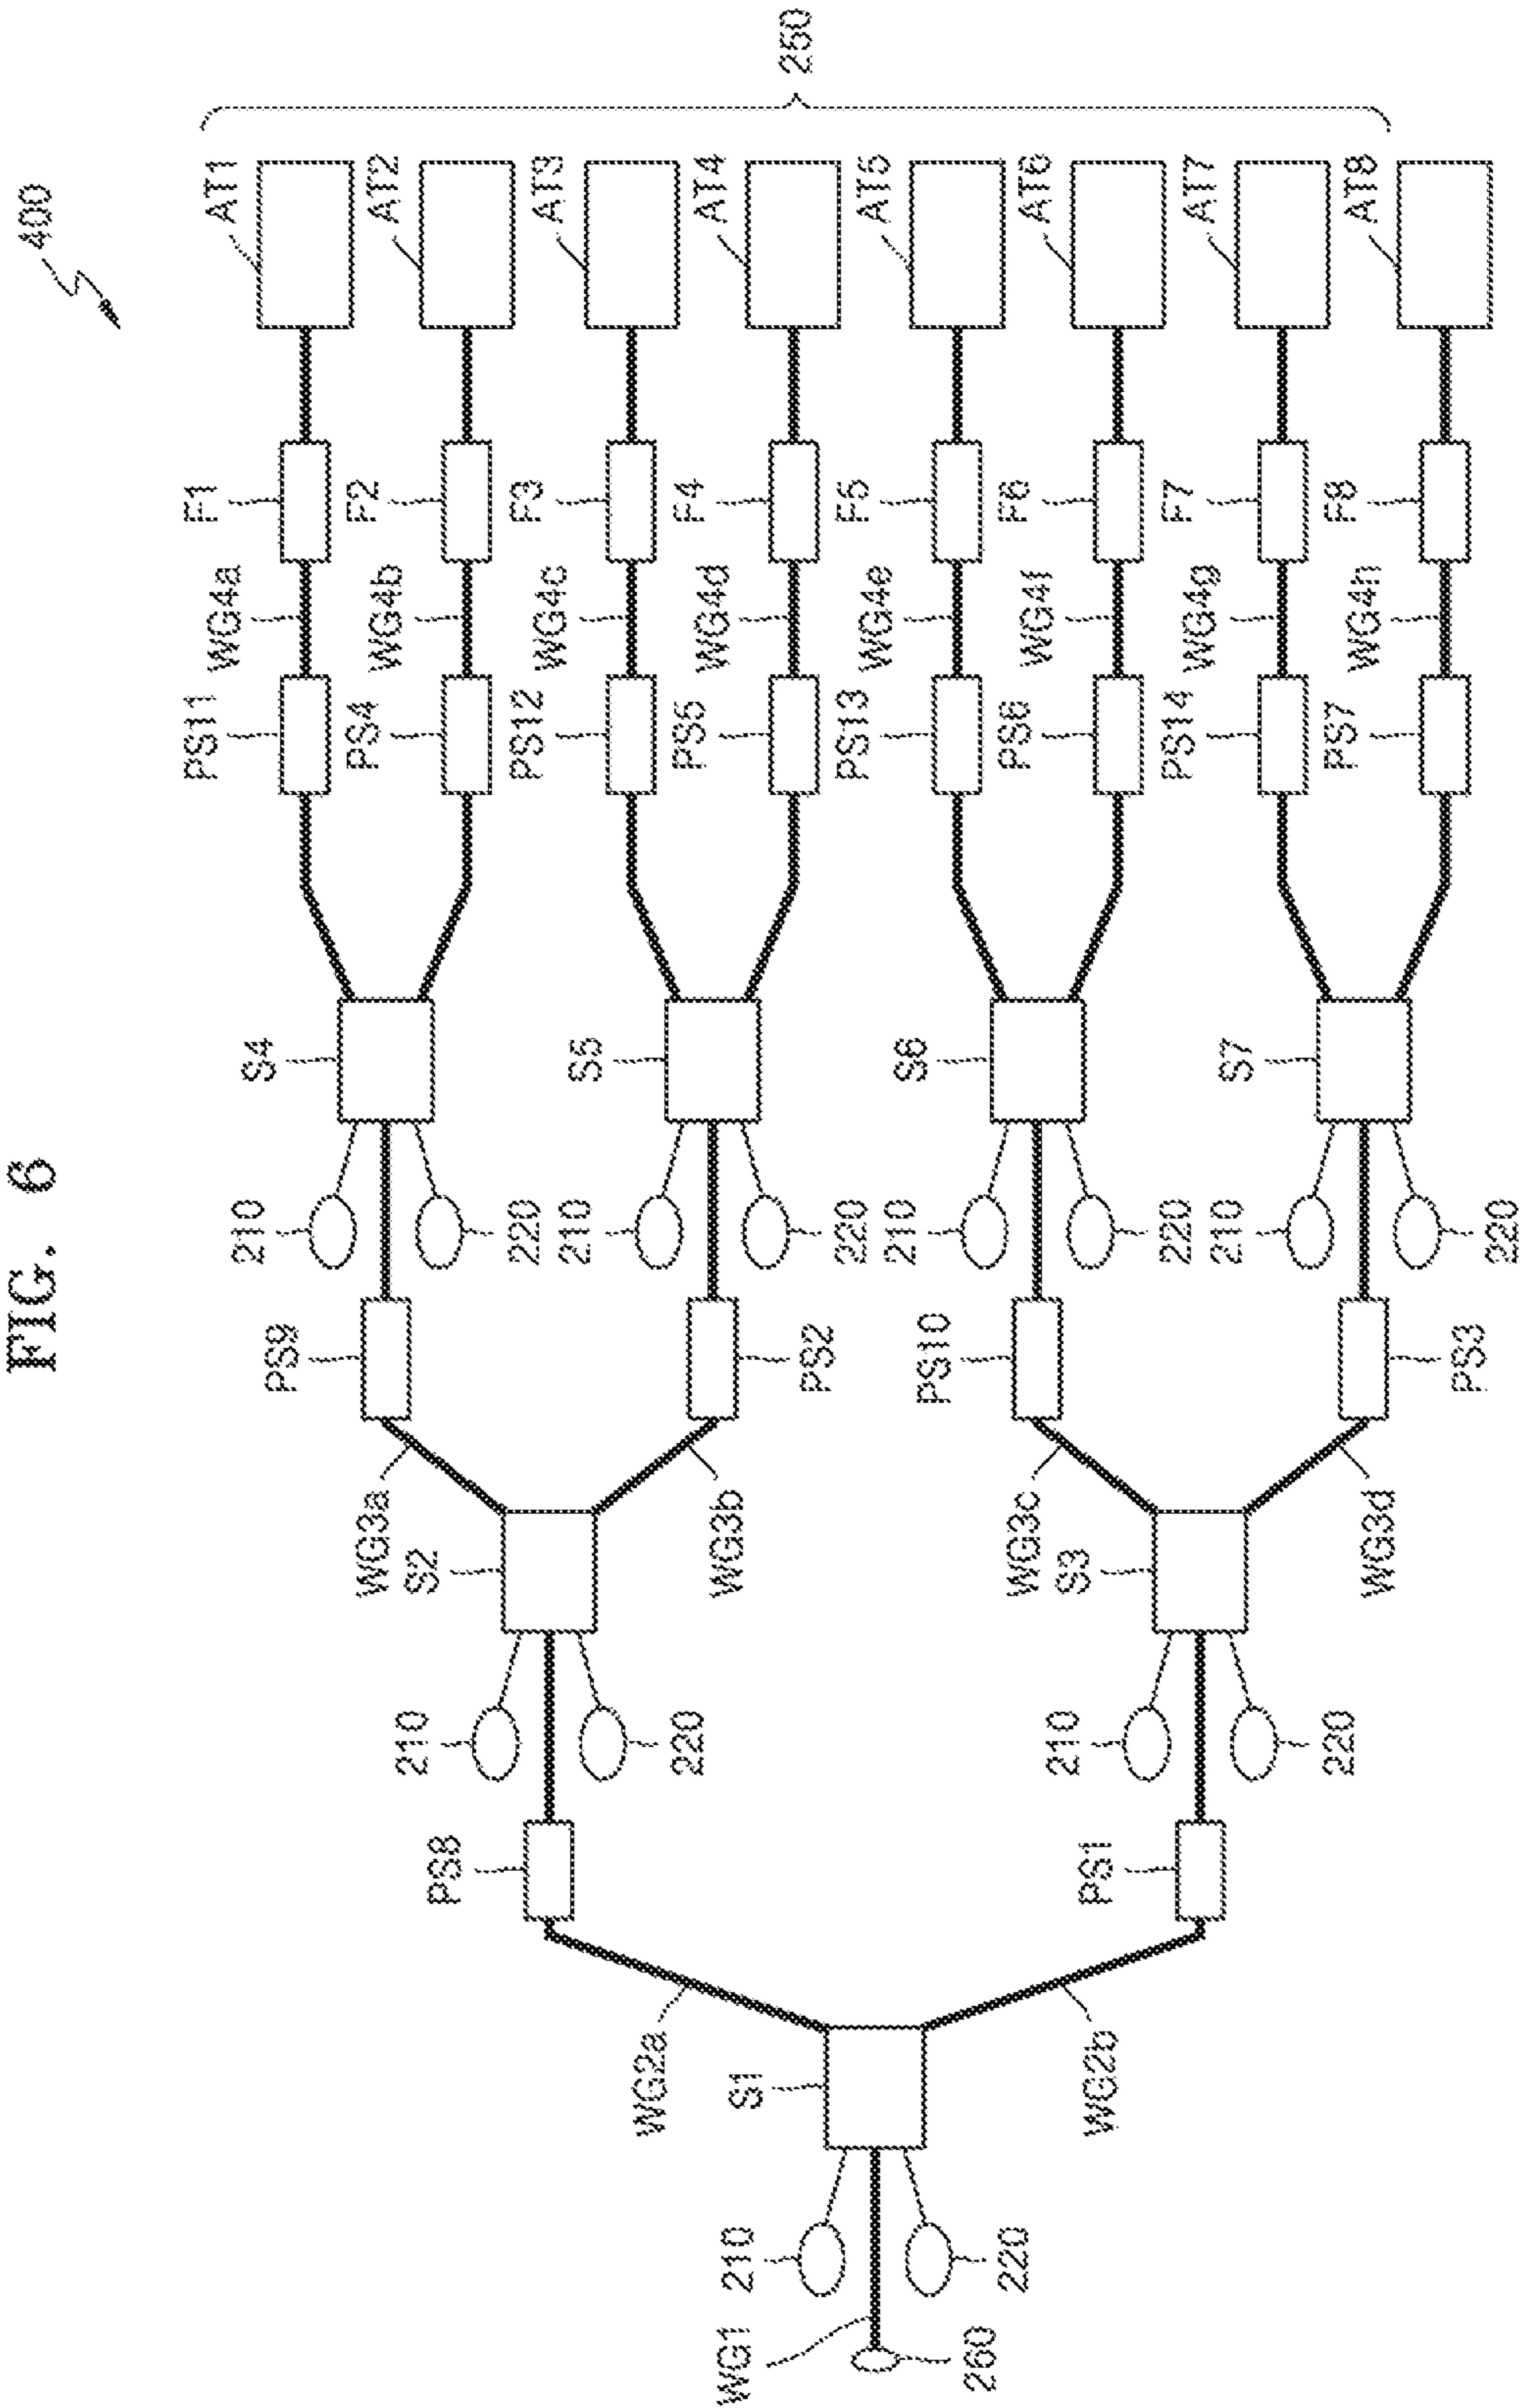 FIG. 6
400
250
AT1
AT2
AT3
AT4
AT5
AT6
AT7
AT8
F1
F2
F3
F4
F5
F6
F7
F8
WG4a
WG4b
WG4c
WG4d
WG4e
WG4f
WG4g
WG4h
PS11
PS4
PS12
PS5
PS13
PS6
PS14
PS7
S4
S5
S6
S7
210
220
210
220
210
220
210
220
PS9
PS2
PS10
PS3
WG3a
S2
WG3b
WG3c
S3
WG3d
210
220
210
220
PS8
PS1
WG2a
S1
WG2b
210
220
WG1
260